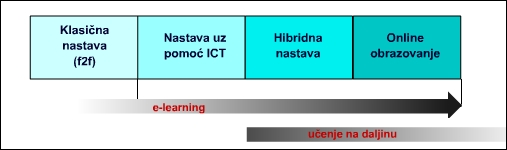 Klasična
nastava
(f2f)
Nastava uz
pomoć ICT
Hibridna
nastava
Online
obrazovanje
e-learning
učenje na daljinu